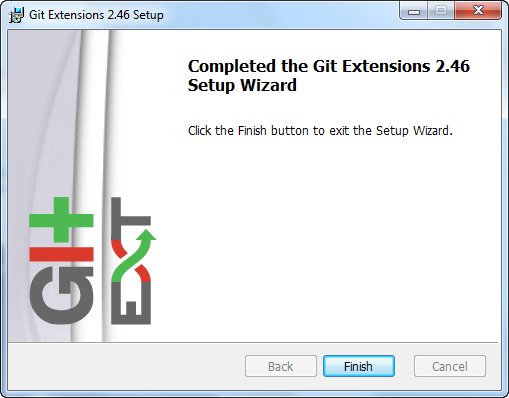 Git Extensions 2.46 Setup
Completed the Git Extensions 2.46
Setup Wizard
Click the Finish button to exit the Setup Wizard.
GIT
EXT
Back
Finish
Cancel